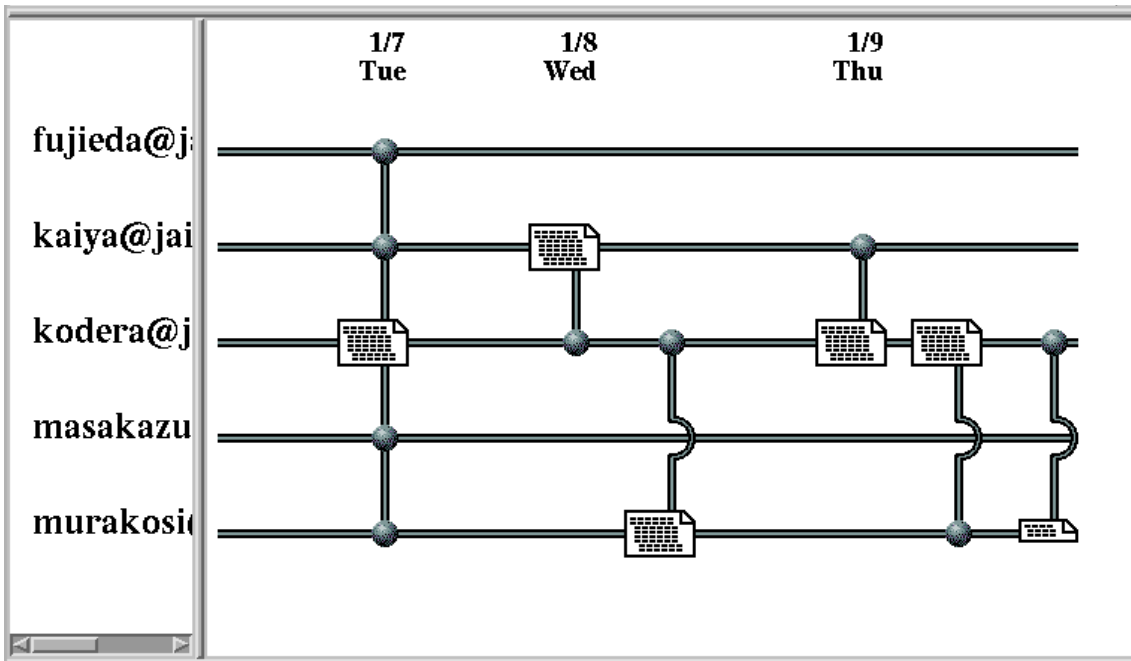 1/7 1/8 1/9
Tue Wed Thu
fujieda@ja
kaiya@jai
kodera@j
masakazu
murakosi@